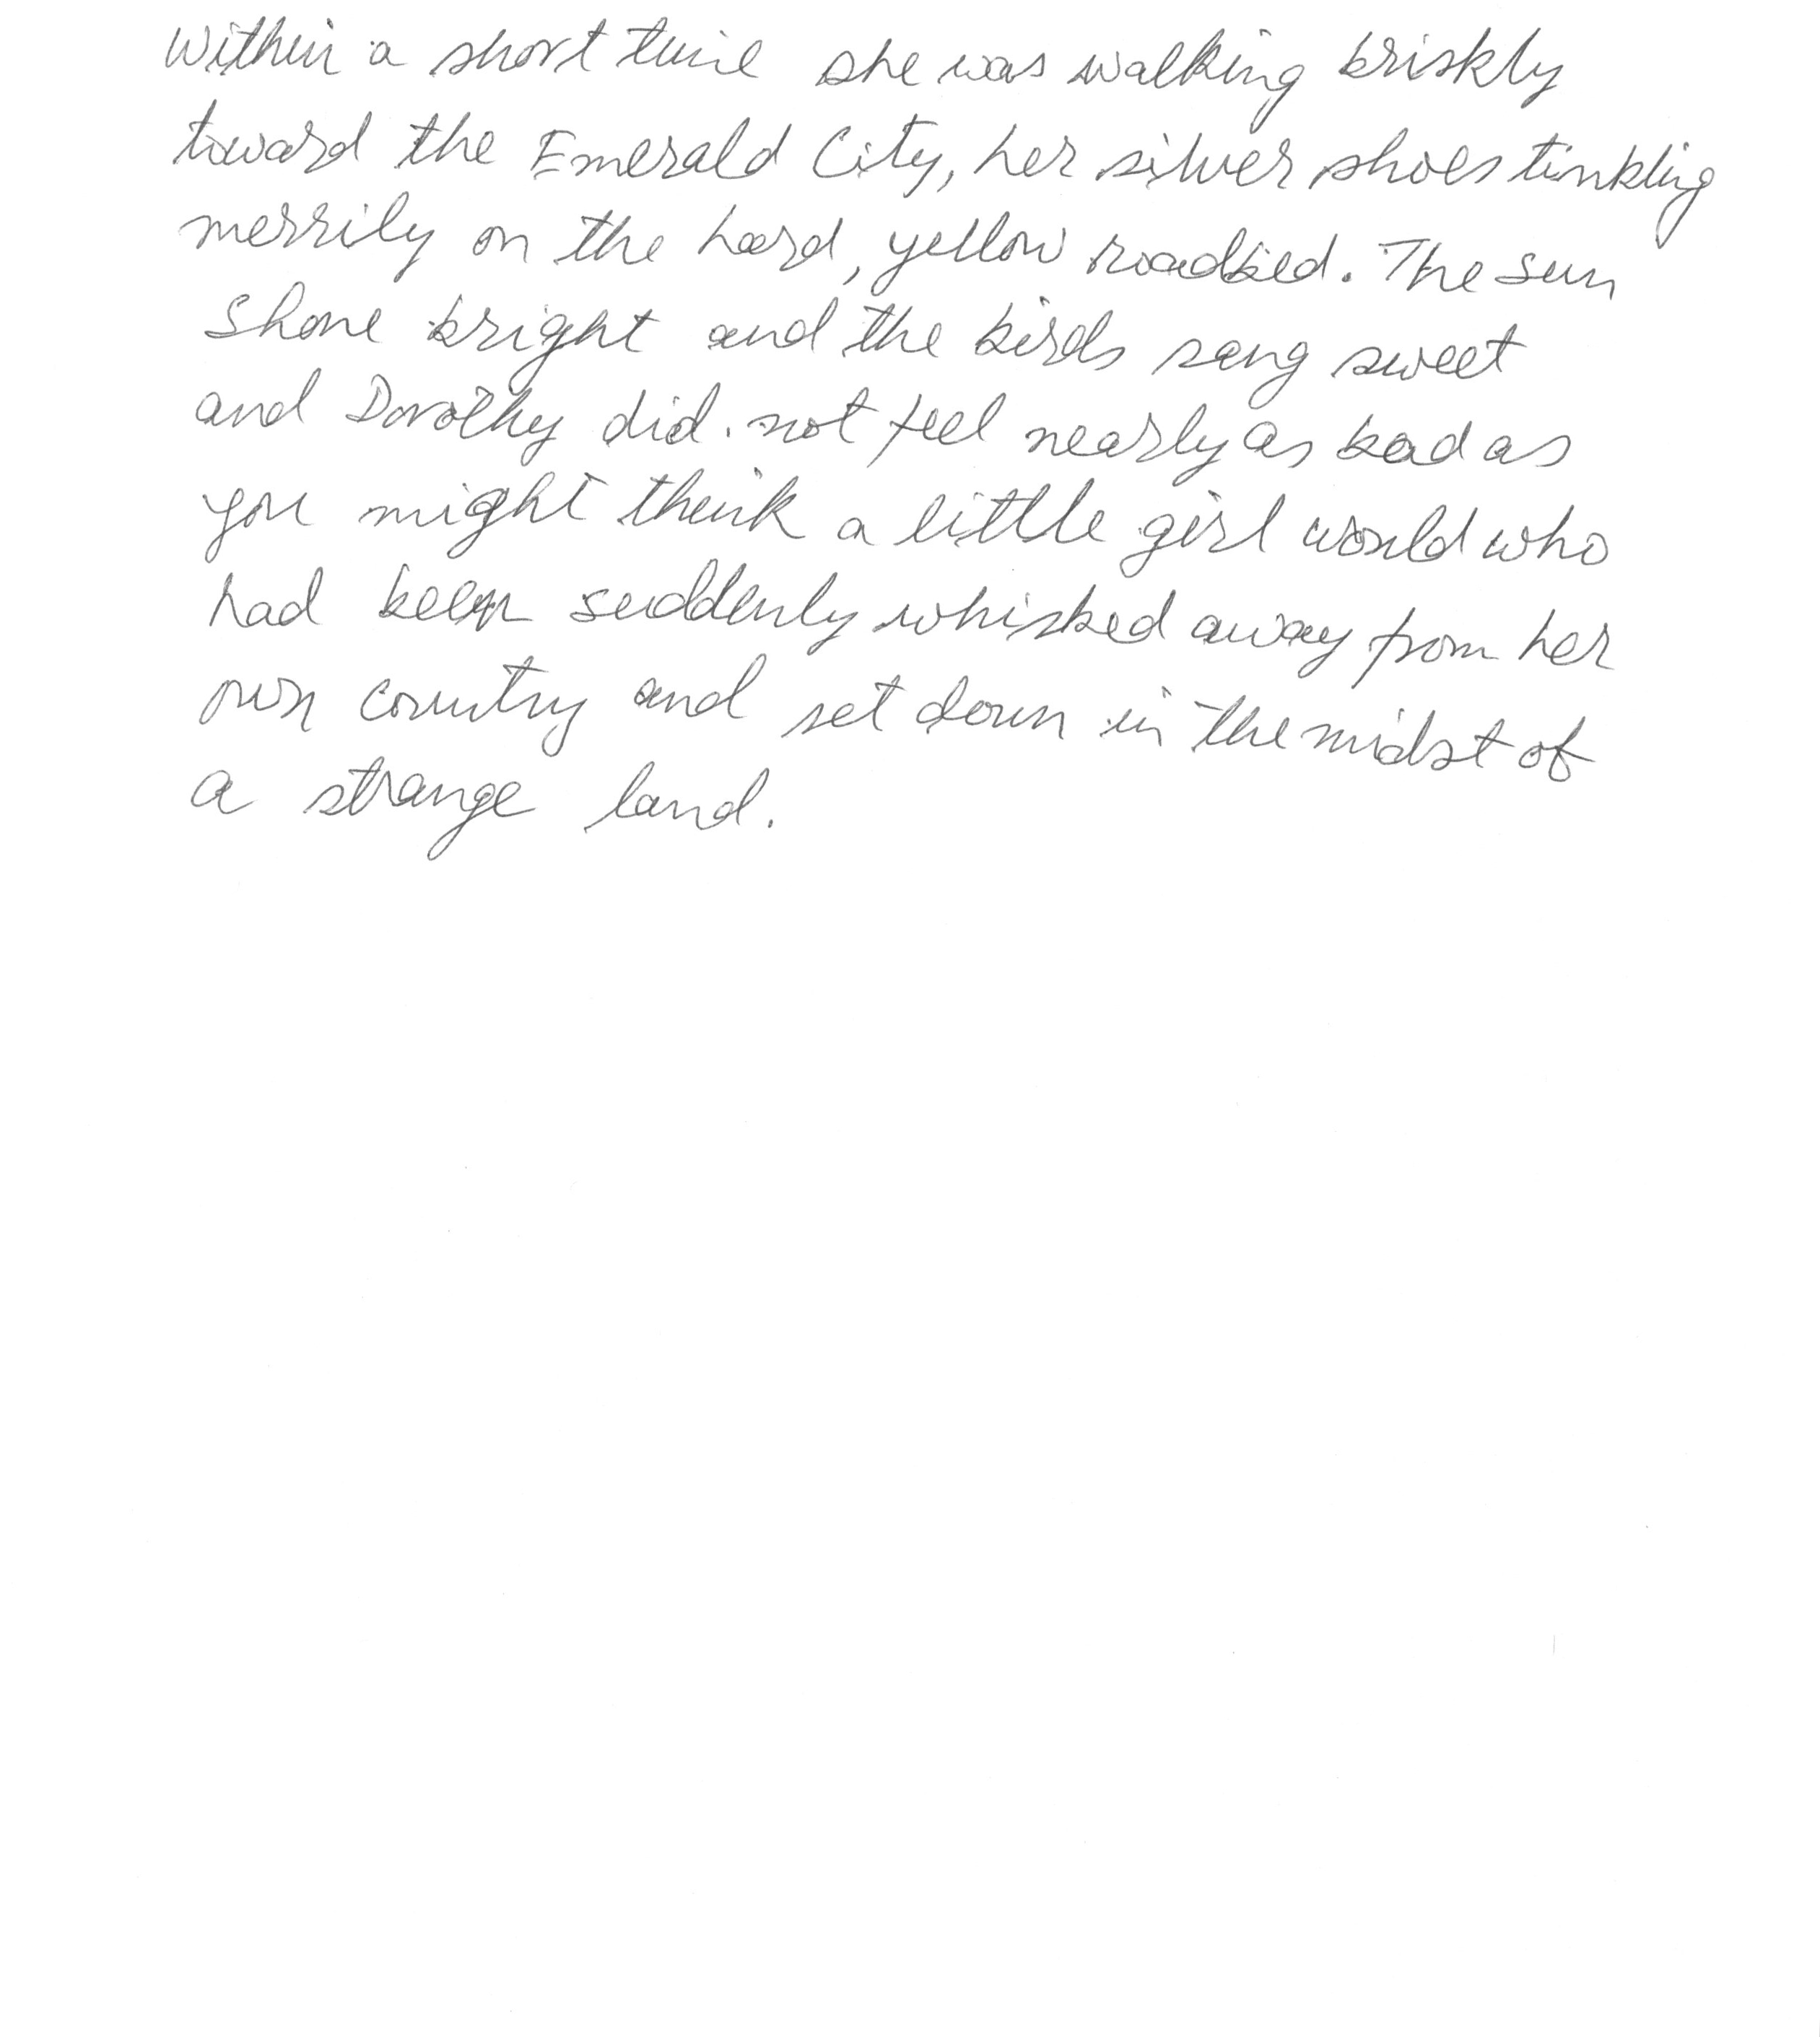 Within a short time she was walking briskly
toward the Emerald City, her silver shoes tinkling
merrily on the hard, yellow roadbed. The sun
shone bright and the birds sang sweet
and Dorothy did not feel nearly as bad as
you might think a little girl would who
had been suddenly whisked away from her
own country and set down in the midst of
a strange land.